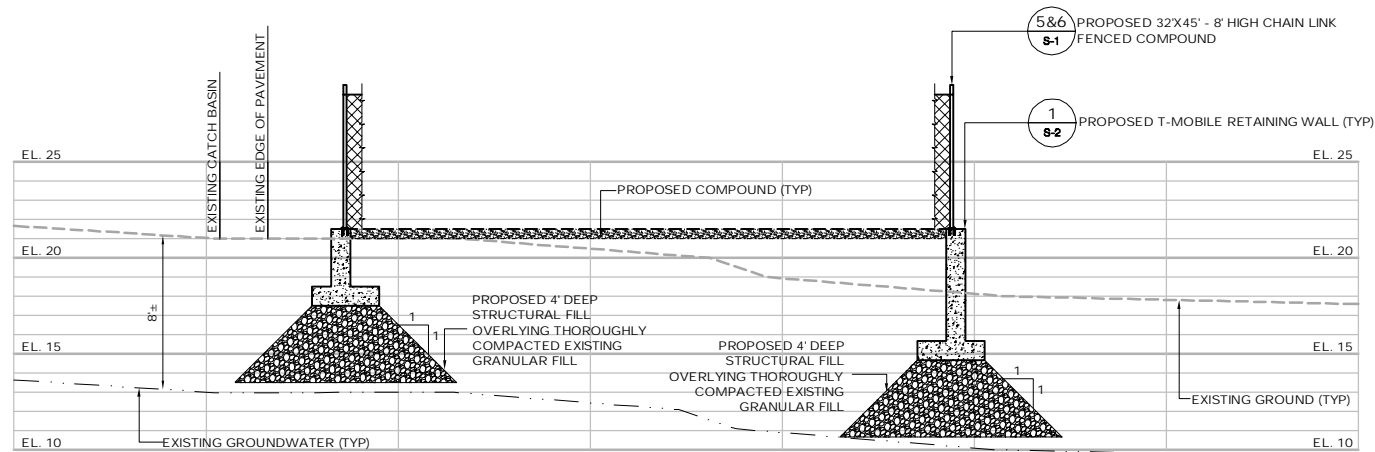 5&6
S-1
PROPOSED 32'X45' - 8' HIGH CHAIN LINK
FENCED COMPOUND
1
S-2
PROPOSED T-MOBILE RETAINING WALL (TYP)
EXISTING CATCH BASIN
EXISTING EDGE OF PAVEMENT
EL. 25
EL. 25
PROPOSED COMPOUND (TYP)
EL. 20
EL. 20
8'±
PROPOSED 4' DEEP
STRUCTURAL FILL
OVERLYING THOROUGHLY
COMPACTED EXISTING
GRANULAR FILL
1
1
EL. 15
EL. 15
PROPOSED 4' DEEP
STRUCTURAL FILL
OVERLYING THOROUGHLY
COMPACTED EXISTING
GRANULAR FILL
1
1
EXISTING GROUND (TYP)
EXISTING GROUNDWATER (TYP)
EL. 10
EL. 10